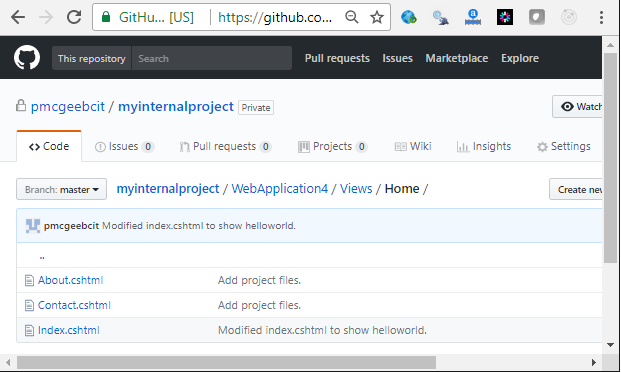 GitHu... [US] https://github.co...
This repository Search Pull requests Issues Marketplace Explore
pmcgeebcit / myinternalproject Private Watch
Code Issues 0 Pull requests 0 Projects 0 Wiki Insights Settings
Branch: master myinternalproject / WebApplication4 / Views / Home / Create new
pmcgeebcit Modified index.cshtml to show helloworld.
..
About.cshtml Add project files.
Contact.cshtml Add project files.
Index.cshtml Modified index.cshtml to show helloworld.